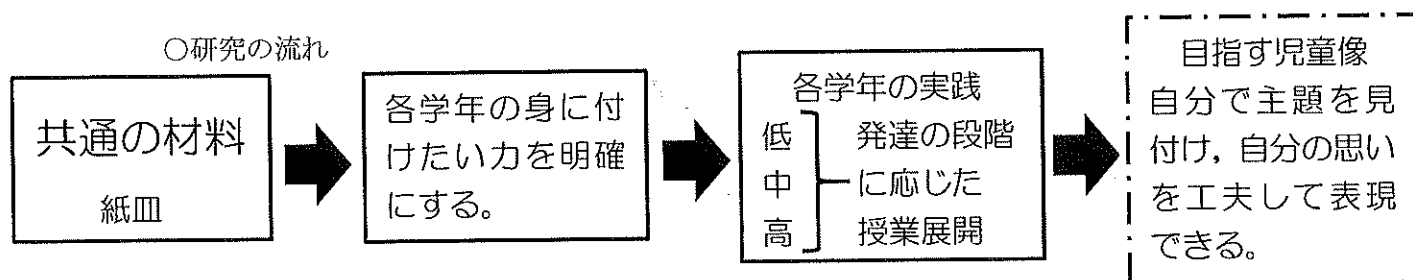 ○研究の流れ
共通の材料
紙皿
各学年の身に付
けたい力を明確
にする。
各学年の実践
低
中
高
発達の段階
に応じた
授業展開
目指す児童像
自分で主題を見
付け，自分の思い
を工夫して表現
できる。